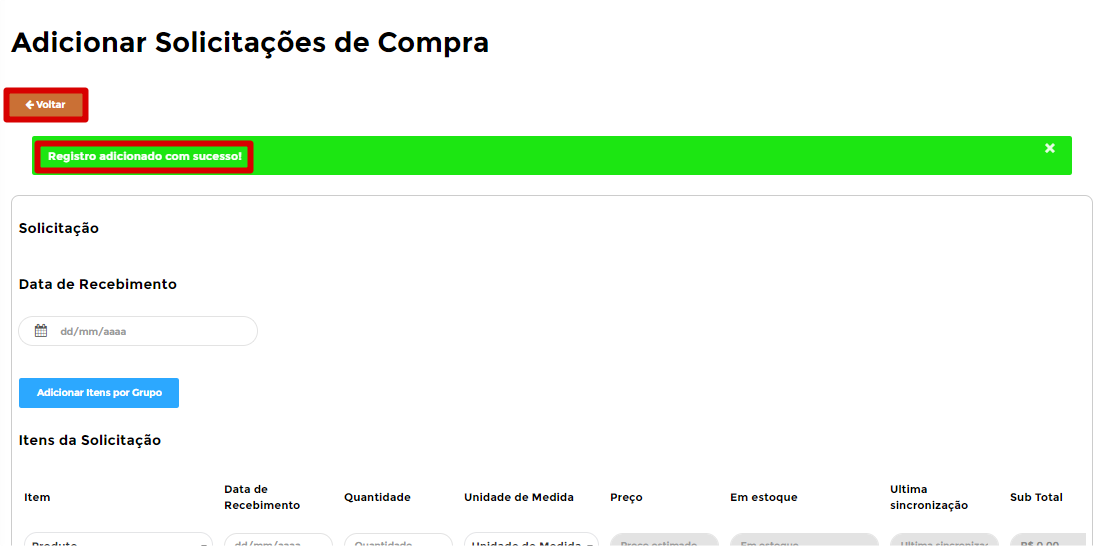 Adicionar Solicitações de Compra
Voltar
Registro adicionado com sucesso!
Solicitação
Data de Recebimento
dd/mm/aaaa
Adicionar Itens por Grupo
Itens da Solicitação
Item
Data de Recebimento
Quantidade
Unidade de Medida
Preço
Em estoque
Ultima sincronização
Sub Total
Produto
dd/mm/aaaa
Quantidade
Unidade de Medida
Preço estimado
Em estoque
Ultima sincroniza
R$ 0,00